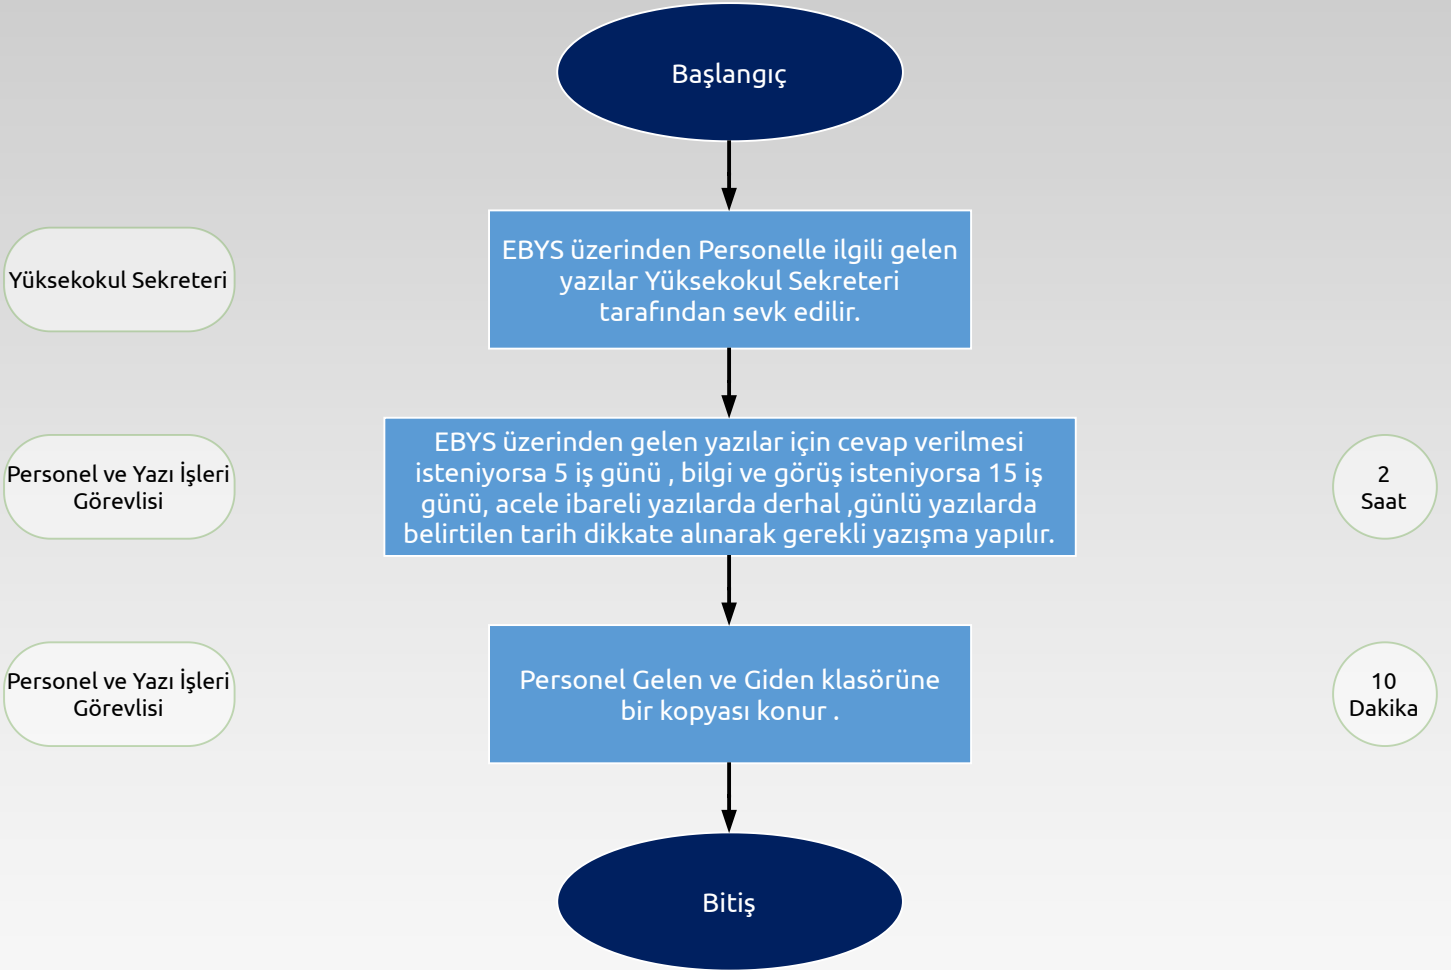 Başlangıç
Yüksekokul Sekreteri
EBYS üzerinden Personelle ilgili gelen
yazılar Yüksekokul Sekreteri
tarafından sevk edilir.
Personel ve Yazı İşleri
Görevlisi
EBYS üzerinden gelen yazılar için cevap verilmesi
isteniyorsa 5 iş günü , bilgi ve görüş isteniyorsa 15 iş
günü, acele ibareli yazılarda derhal ,günlü yazılarda
belirtilen tarih dikkate alınarak gerekli yazışma yapılır.
2
Saat
Personel ve Yazı İşleri
Görevlisi
Personel Gelen ve Giden klasörüne
bir kopyası konur .
10
Dakika
Bitiş